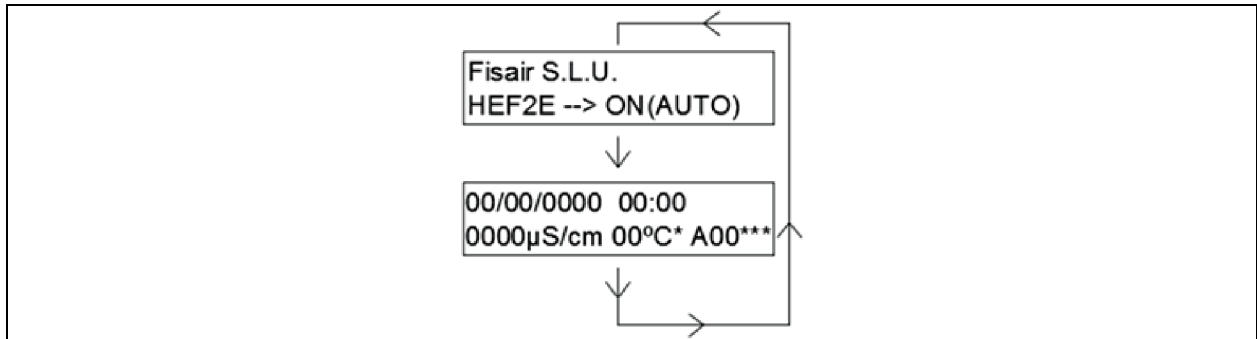 Fisair S.L.U.
HEF2E --> ON(AUTO)
00/00/0000 00:00
0000µS/cm 00ºC* A00***